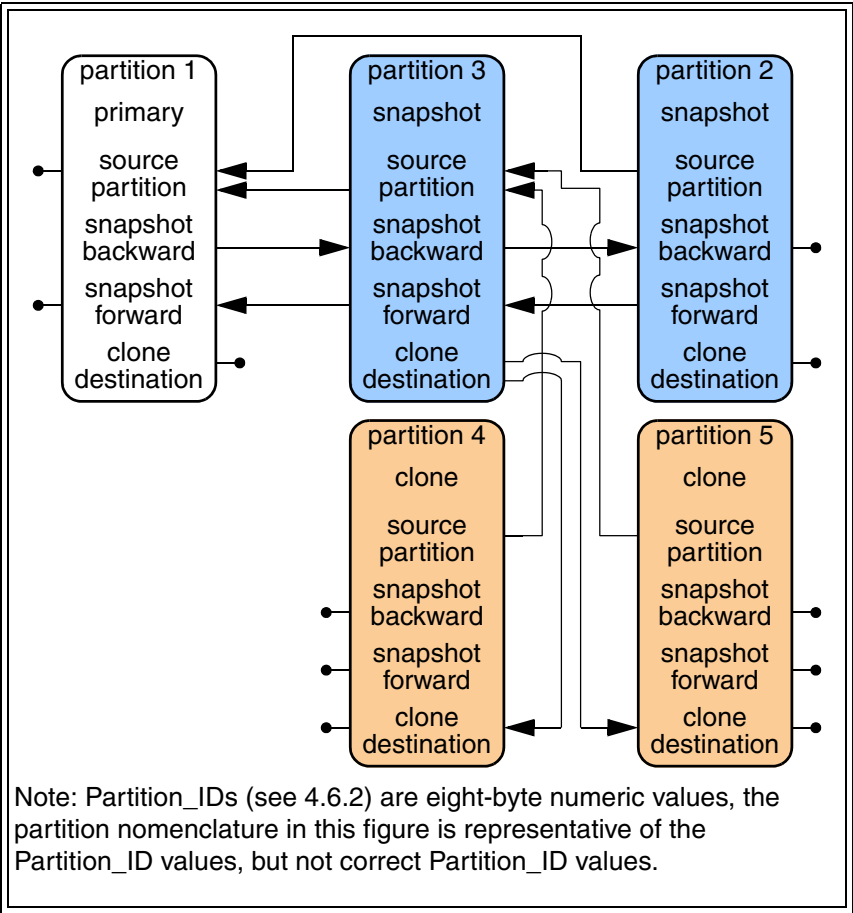 partition 1
primary
source
partition
snapshot
backward
snapshot
forward
clone
destination
partition 3
snapshot
source
partition
snapshot
backward
snapshot
forward
clone
destination
partition 2
snapshot
source
partition
snapshot
backward
snapshot
forward
clone
destination
partition 4
clone
source
partition
snapshot
backward
snapshot
forward
clone
destination
partition 5
clone
source
partition
snapshot
backward
snapshot
forward
clone
destination
Note: Partition_IDs (see 4.6.2) are eight-byte numeric values, the
partition nomenclature in this figure is representative of the
Partition_ID values, but not correct Partition_ID values.